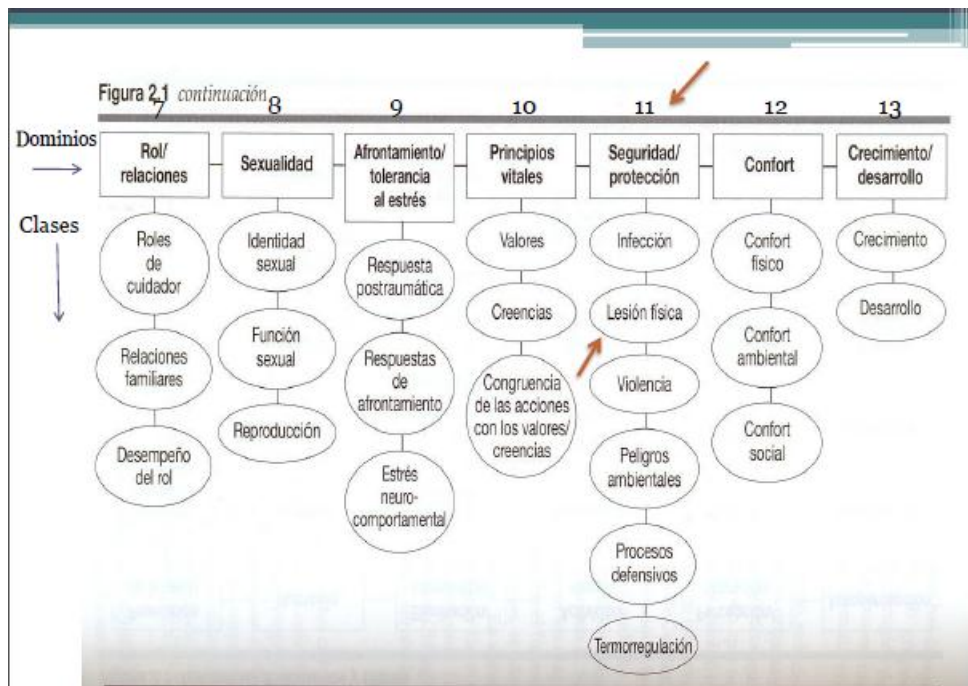 Figura 2.1 continuación
7
8
9
10
11
12
13
Dominios
Rol/
relaciones
Sexualidad
Afrontamiento/
tolerancia
al estrés
Principios
vitales
Seguridad/
protección
Confort
Crecimiento/
desarrollo
Clases
Roles
de
cuidador
Relaciones
familiares
Desempeño
del rol
Identidad
sexual
Función
sexual
Reproducción
Respuesta
postraumática
Respuestas
de
afrontamiento
Estrés
neuro-
comportamental
Valores
Creencias
Congruencia
de las acciones
con los valores/
creencias
Infección
Lesión física
Violencia
Peligros
ambientales
Procesos
defensivos
Termorregulación
Confort
físico
Confort
ambiental
Confort
social
Crecimiento
Desarrollo